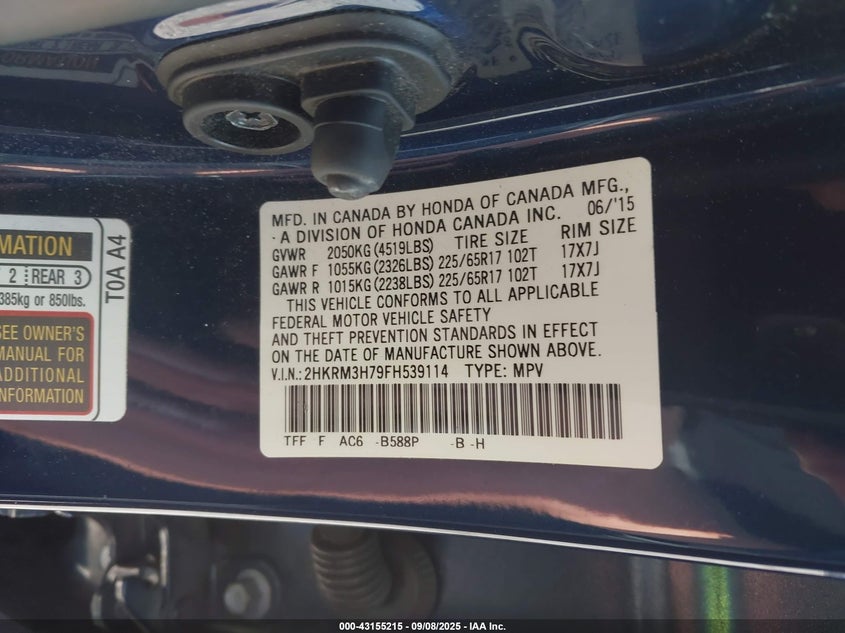 MATION
2 REAR 3
385kg or 850lbs.
SEE OWNER'S
MANUAL FOR
ADDITIONAL
INFORMATION
T0A A4
MFD. IN CANADA BY HONDA OF CANADA MFG.,
A DIVISION OF HONDA CANADA INC. 06/'15
GVWR 2050KG(4519LBS) TIRE SIZE RIM SIZE
GAWR F 1055KG(2326LBS) 225/65R17 102T 17X7J
GAWR R 1015KG(2238LBS) 225/65R17 102T 17X7J
THIS VEHICLE CONFORMS TO ALL APPLICABLE
FEDERAL MOTOR VEHICLE SAFETY
AND THEFT PREVENTION STANDARDS IN EFFECT
ON THE DATE OF MANUFACTURE SHOWN ABOVE.
V.I.N.:2HKRM3H79FH539114 TYPE: MPV
TFF F AC6 -B588P -B -H
000-43155215 - 09/08/2025 - IAA Inc.